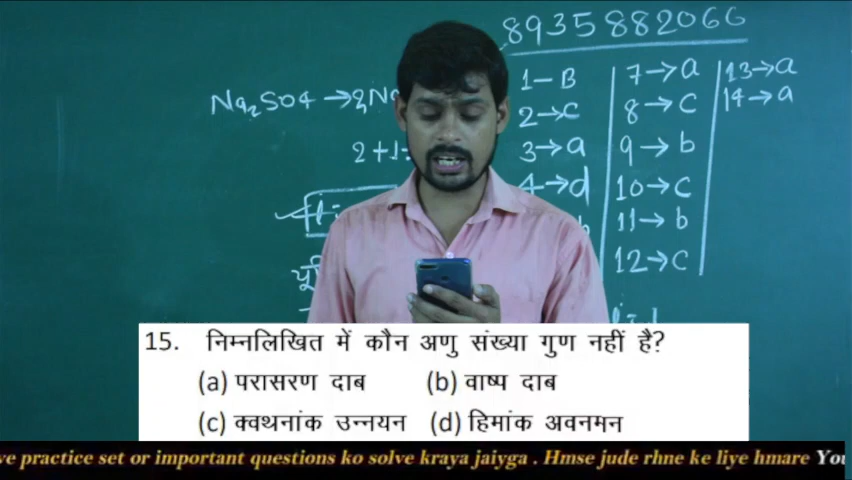 8935882066
Na2SO4 → 2Na
2+1=
1 – B
2 → c
3 → a
4 → d
b
7 → a
8 → c
9 → b
10 → c
11 → b
12 → c
13 → a
14 → a
15. निम्नलिखित में कौन अणु संख्या गुण नहीं है?
(a) परासरण दाब (b) वाष्प दाब
(c) क्वथनांक उन्नयन (d) हिमांक अवनमन
ve practice set or important questions ko solve kraya jaiyga . Hmse jude rhne ke liye hmare You